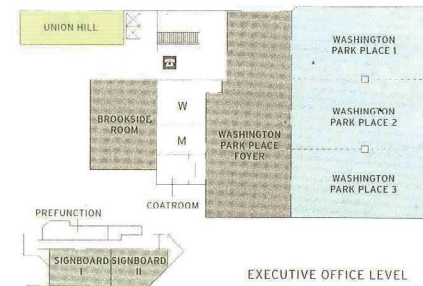 UNION HILL
WASHINGTON
PARK PLACE 1
W
BROOKSIDE
ROOM
WASHINGTON
PARK PLACE 2
M
WASHINGTON
PARK PLACE
FOYER
WASHINGTON
PARK PLACE 3
COATROOM
PREFUNCTION
SIGNBOARD
I
SIGNBOARD
II
EXECUTIVE OFFICE LEVEL